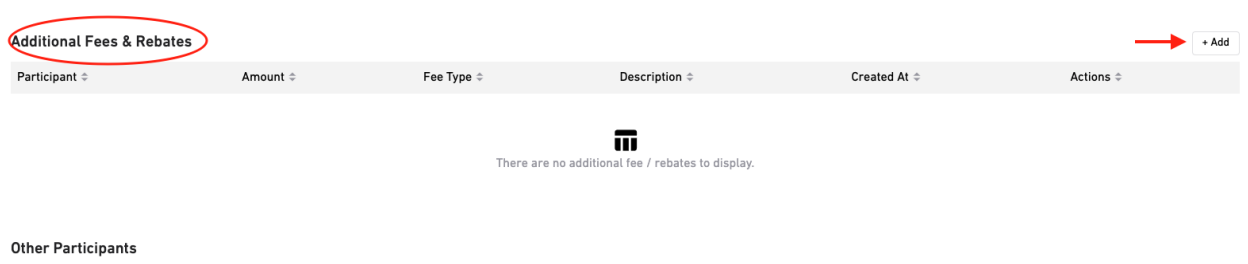 Additional Fees & Rebates
+ Add
Participant Amount Fee Type Description Created At Actions
There are no additional fee / rebates to display.
Other Participants